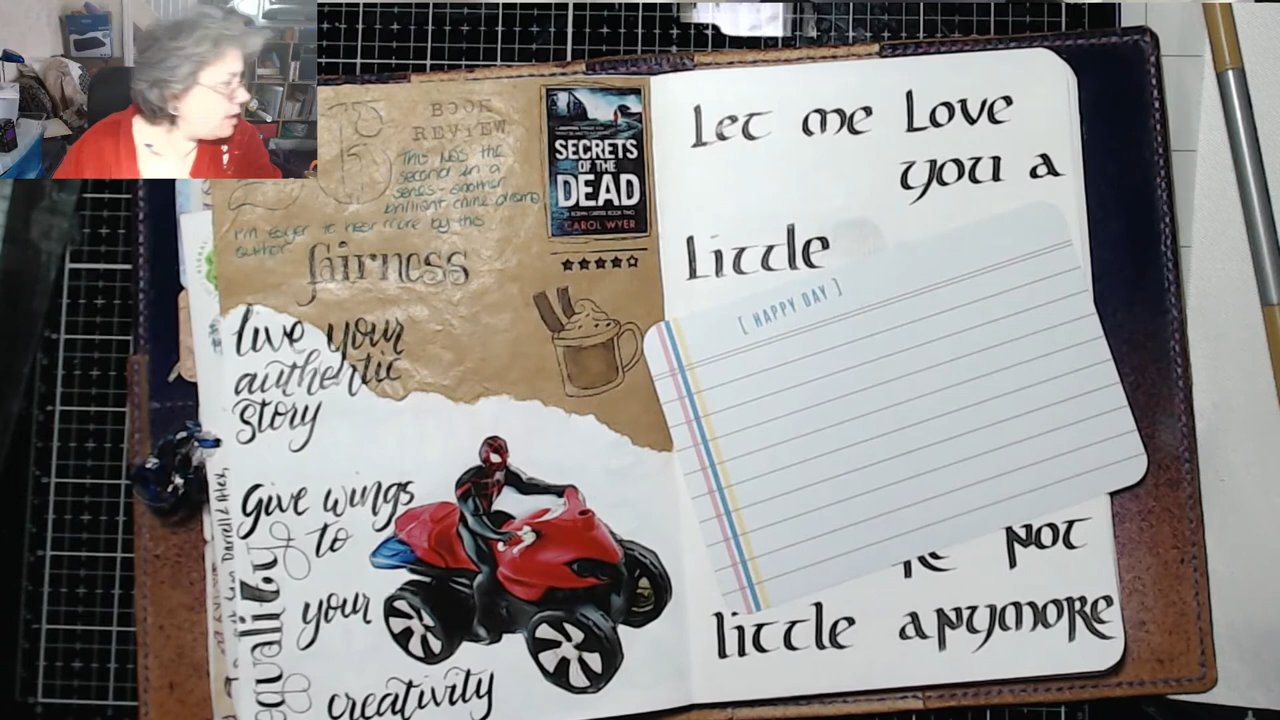 BOOK
REVIEW
This was the
second in a
series - another
brilliant crime drama
I'm eager to hear more by this
author
SECRETS
OF THE
DEAD
CAROL WYER
fairness
live your
authentic
story
Give wings
to
your
creativity
equality
Let me Love
you a
Little
[ HAPPY DAY ]
not
little anymore